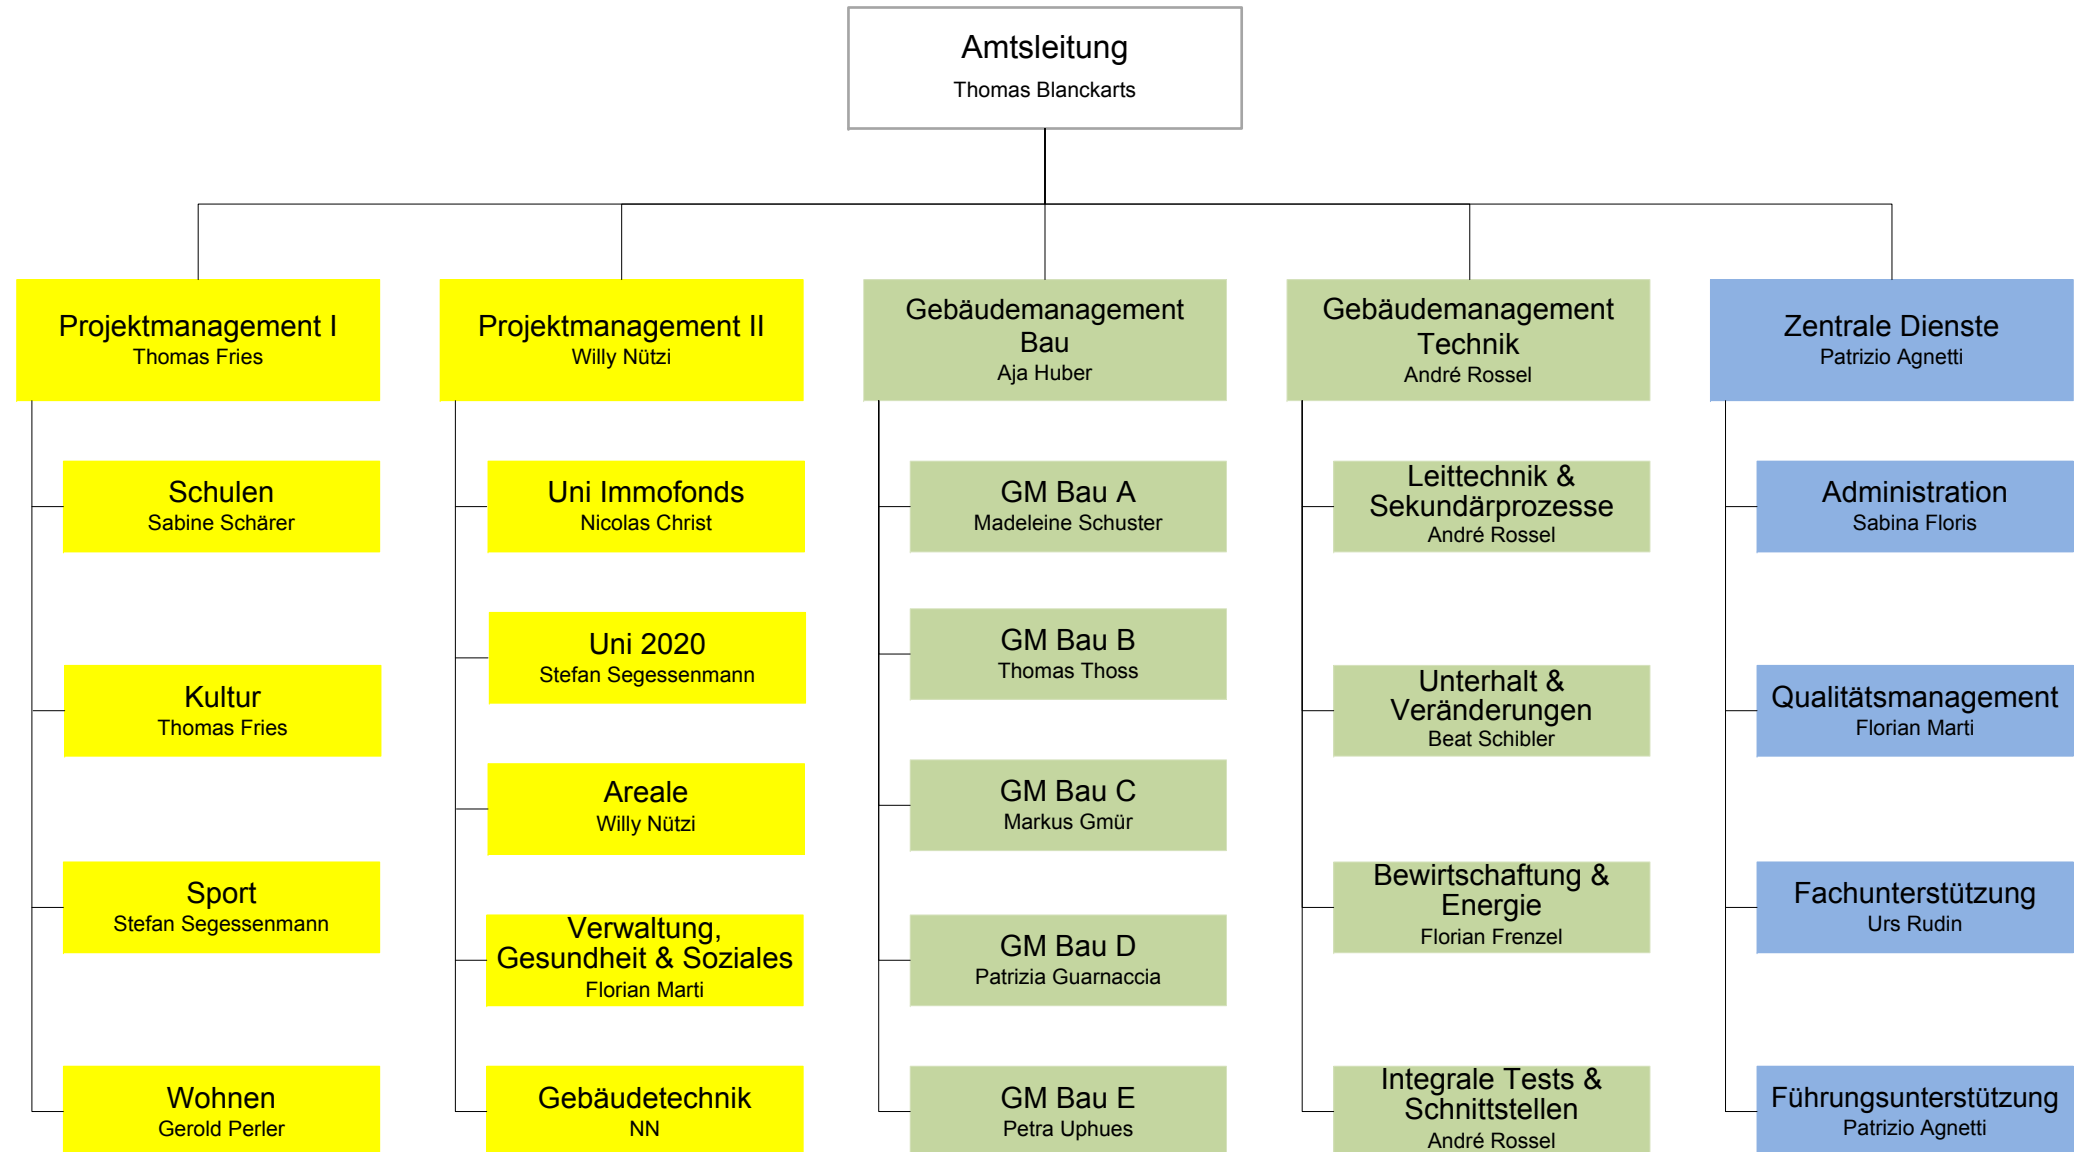 Amtsleitung
Thomas Blanckarts
Projektmanagement I
Thomas Fries
Schulen
Sabine Schärer
Kultur
Thomas Fries
Sport
Stefan Segessenmann
Wohnen
Gerold Perler
Projektmanagement II
Willy Nützi
Uni Immofonds
Nicolas Christ
Uni 2020
Stefan Segessenmann
Areale
Willy Nützi
Verwaltung,
Gesundheit & Soziales
Florian Marti
Gebäudetechnik
NN
Gebäudemanagement
Bau
Aja Huber
GM Bau A
Madeleine Schuster
GM Bau B
Thomas Thoss
GM Bau C
Markus Gmür
GM Bau D
Patrizia Guarnaccia
GM Bau E
Petra Uphues
Gebäudemanagement
Technik
André Rossel
Leittechnik &
Sekundärprozesse
André Rossel
Unterhalt &
Veränderungen
Beat Schibler
Bewirtschaftung &
Energie
Florian Frenzel
Integrale Tests &
Schnittstellen
André Rossel
Zentrale Dienste
Patrizio Agnetti
Administration
Sabina Floris
Qualitätsmanagement
Florian Marti
Fachunterstützung
Urs Rudin
Führungsunterstützung
Patrizio Agnetti